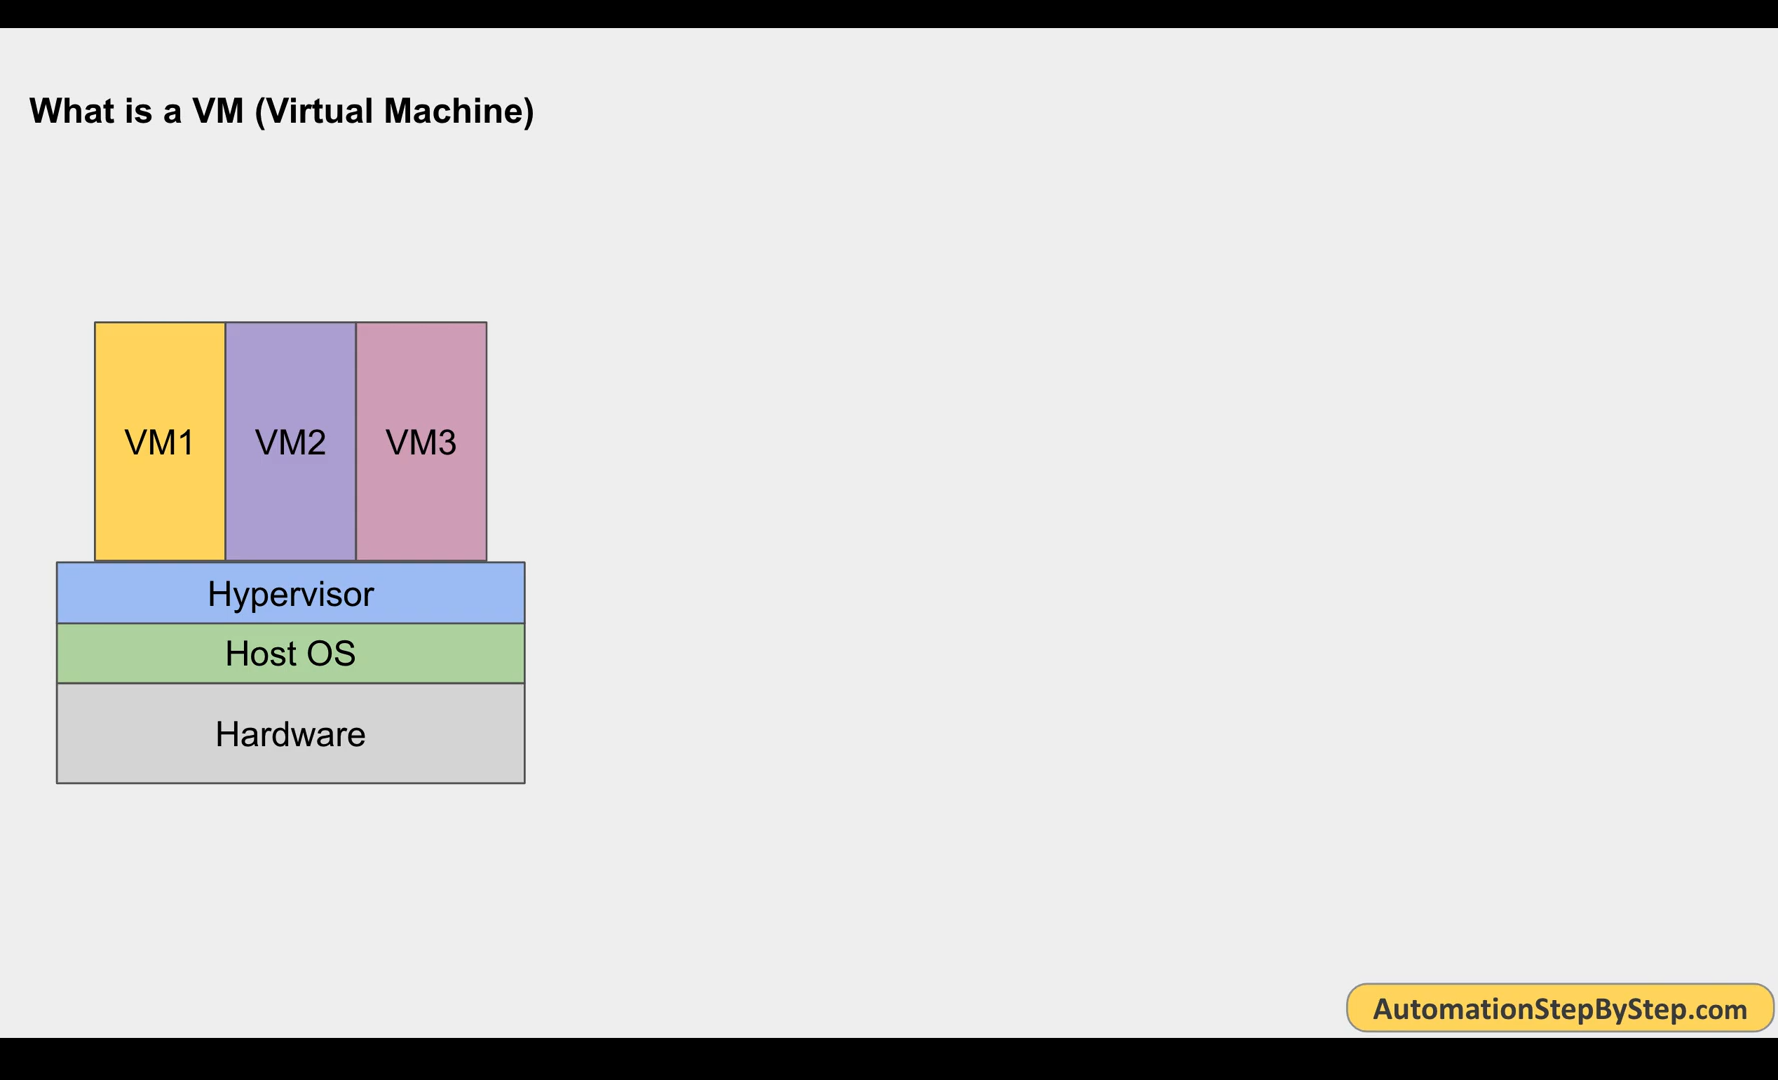 What is a VM (Virtual Machine)
VM1 VM2 VM3
Hypervisor
Host OS
Hardware
AutomationStepByStep.com